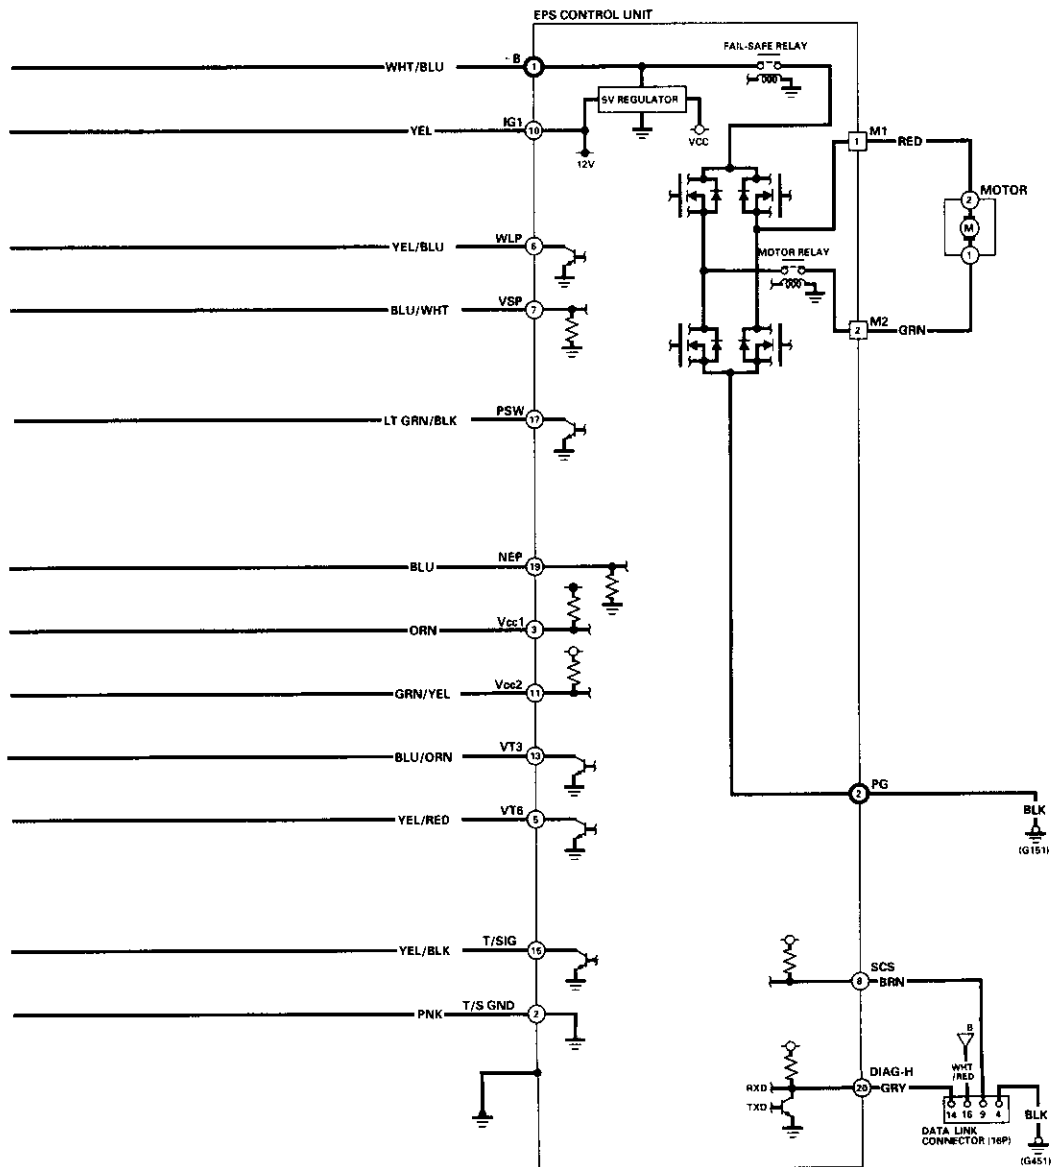 EPS CONTROL UNIT
FAIL-SAFE RELAY
WHT/BLU
- B
1
5V REGULATOR
VCC
YEL
IG1
10
12V
M1
1
RED
MOTOR
2
M
1
YEL/BLU
WLP
6
MOTOR RELAY
BLU/WHT
VSP
7
M2
2
GRN
LT GRN/BLK
PSW
17
BLU
NEP
19
ORN
Vcc1
3
GRN/YEL
Vcc2
11
BLU/ORN
VT3
13
PG
2
BLK
(G151)
YEL/RED
VT6
5
YEL/BLK
T/SIG
SCS
8
BRN
PNK
T/S GND
2
B
WHT
/RED
DIAG-H
RXD
20
GRY
TXD
14 16 9 4
BLK
DATA LINK
CONNECTOR (16P)
(G451)